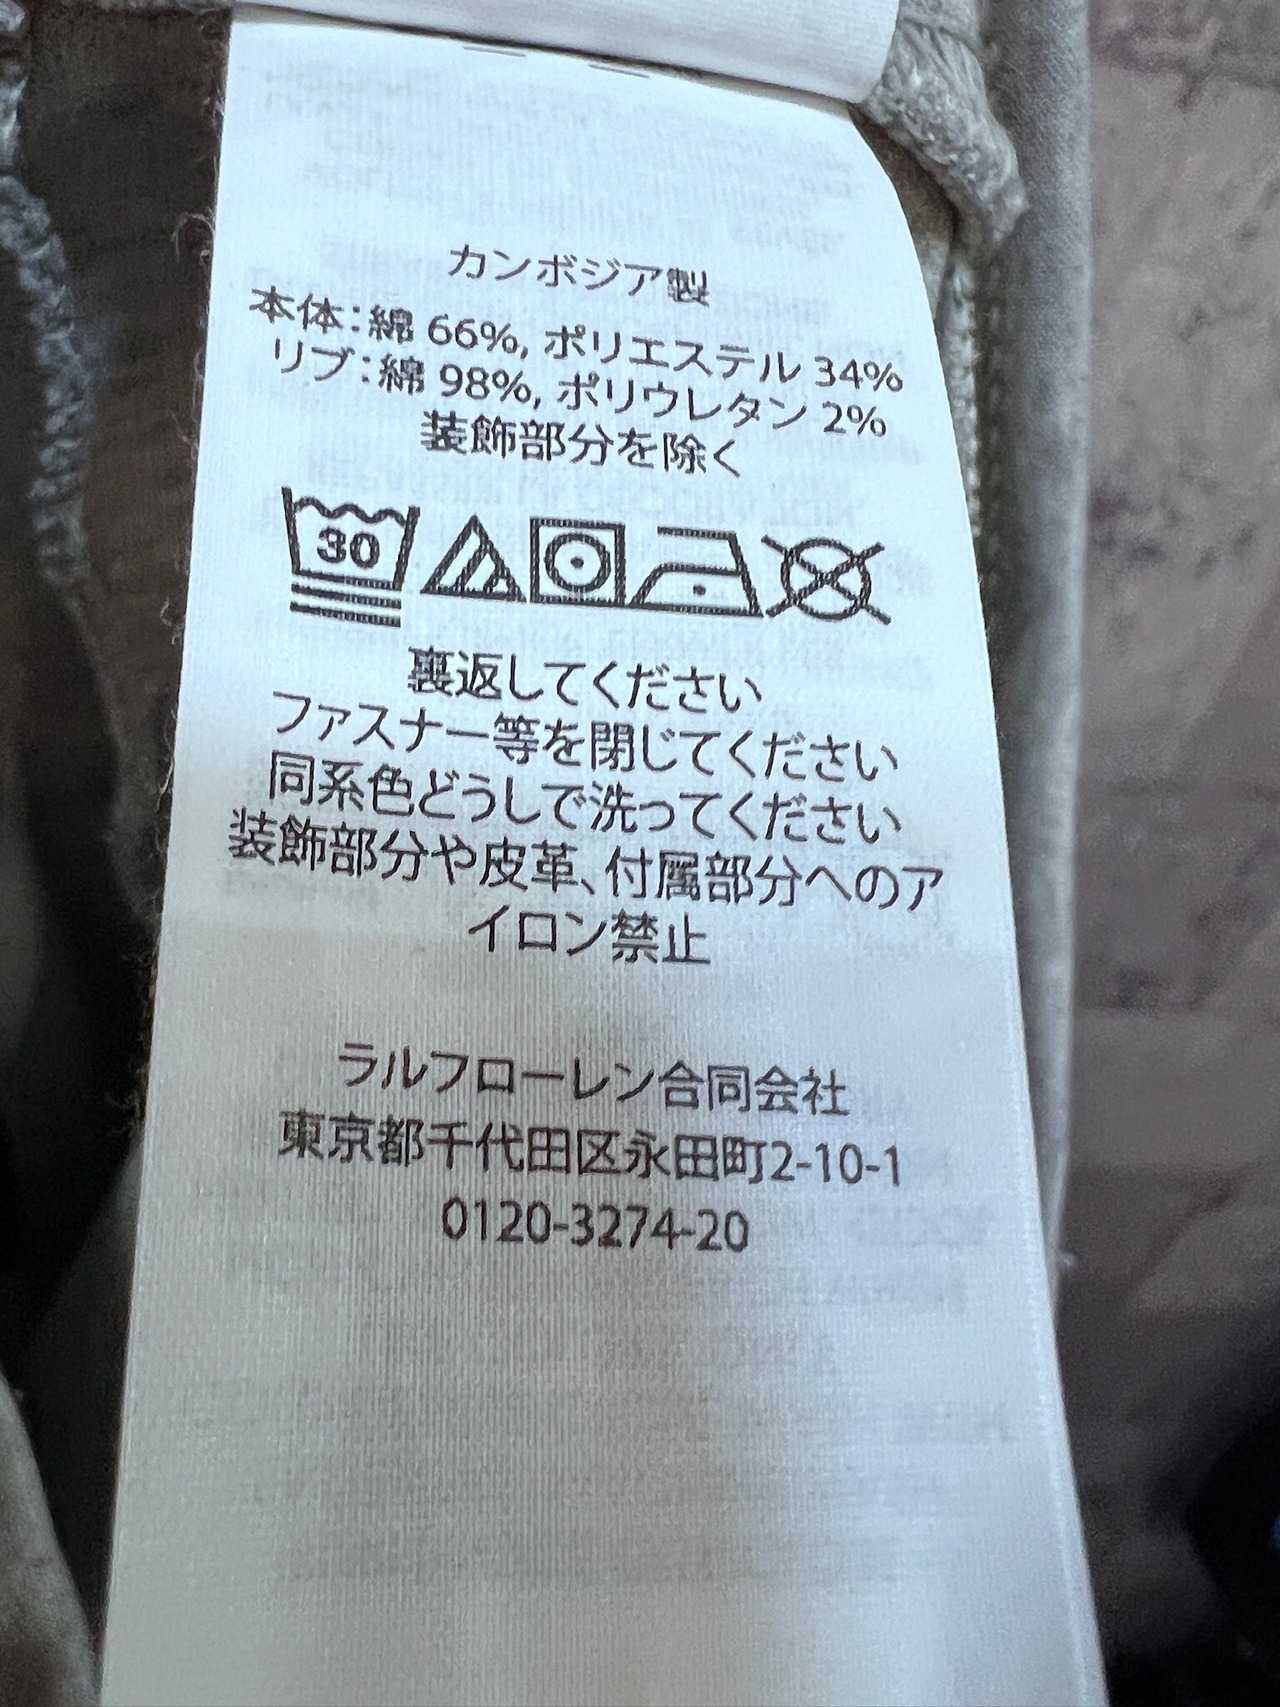 カンボジア製
本体：綿 66%, ポリエステル 34%
リブ：綿 98%, ポリウレタン 2%
装飾部分を除く
30
裏返してください
ファスナー等を閉じてください
同系色どうしで洗ってください
装飾部分や皮革、付属部分へのア
イロン禁止
ラルフローレン合同会社
東京都千代田区永田町2-10-1
0120-3274-20